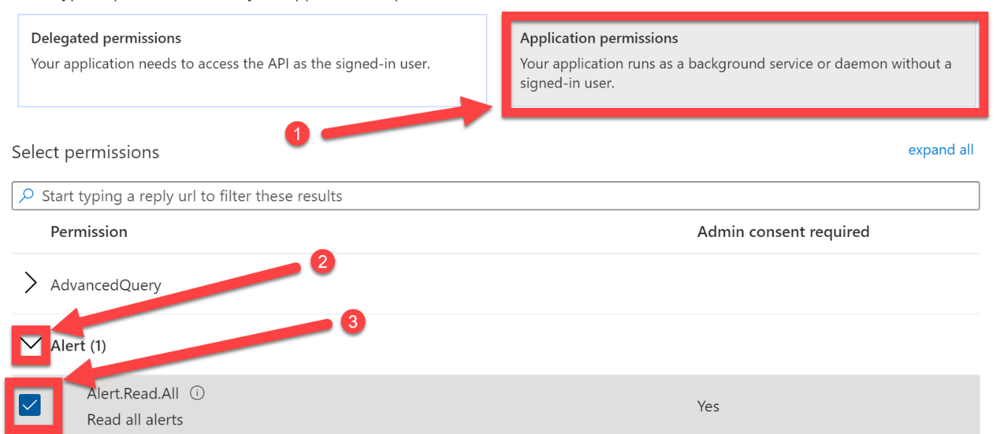 Delegated permissions
Your application needs to access the API as the signed-in user.
Application permissions
Your application runs as a background service or daemon without a
signed-in user.
1
Select permissions
expand all
Start typing a reply url to filter these results
Permission
Admin consent required
2
AdvancedQuery
3
Alert (1)
Alert.Read.All
Read all alerts
Yes